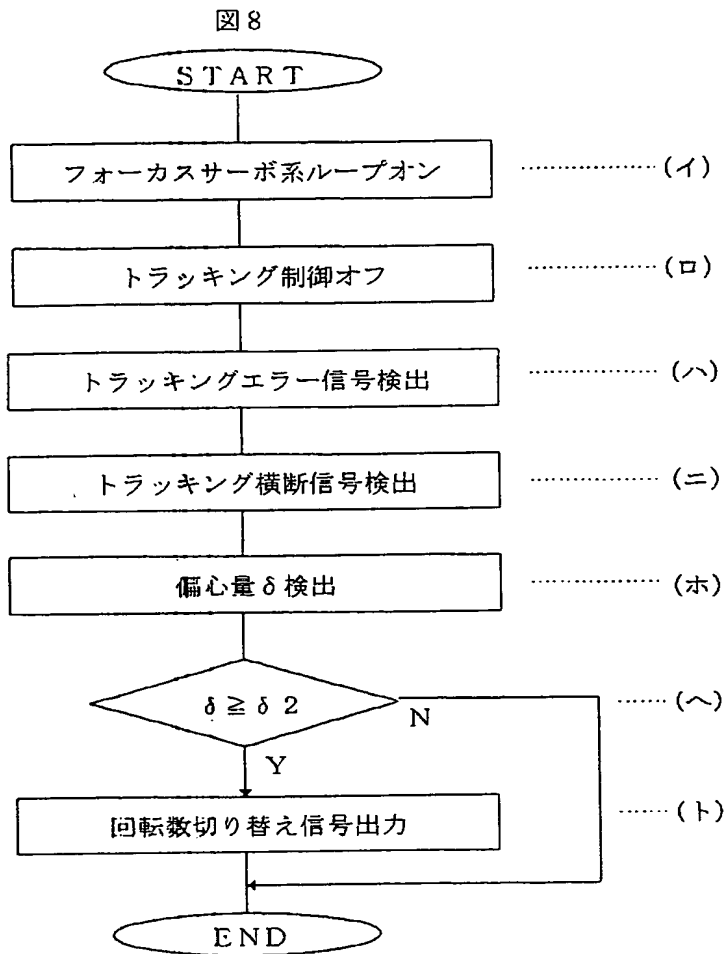 図8
START
フォーカスサーボ系ループオン ……………(イ)
トラッキング制御オフ ……………(ロ)
トラッキングエラー信号検出 ……………(ハ)
トラッキング横断信号検出 ……………(ニ)
偏心量δ検出 ……………(ホ)
δ≧δ2 ……(ヘ)
N
Y
回転数切り替え信号出力 ……(ト)
END